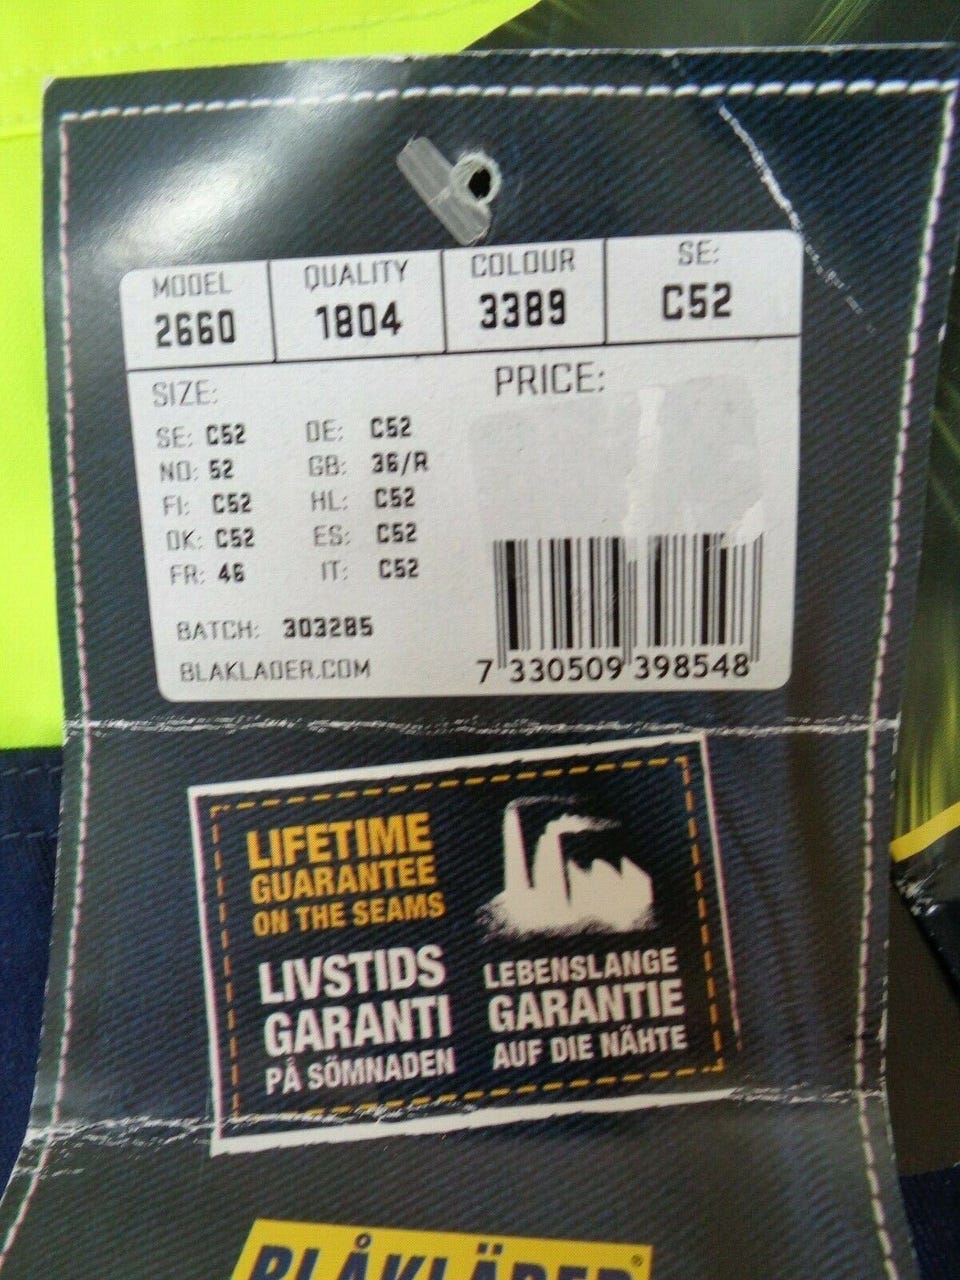 MODEL QUALITY COLOUR SE:
2660 1804 3389 C52
SIZE: PRICE:
SE: C52 DE: C52
NO: 52 GB: 36/R
FI: C52 HL: C52
DK: C52 ES: C52
FR: 46 IT: C52
BATCH: 303285
BLAKLADER.COM
7 330509 398548
LIFETIME
GUARANTEE
ON THE SEAMS
LIVSTIDS
GARANTI
PÅ SÖMNADEN
LEBENSLANGE
GARANTIE
AUF DIE NÄHTE
BLÅKLÄDER®